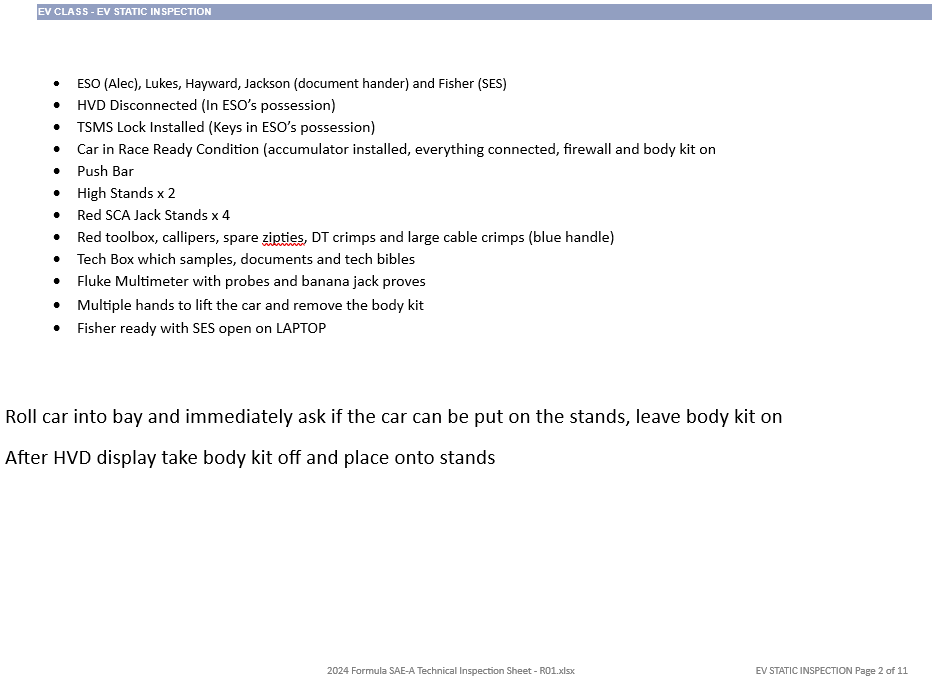 EV CLASS - EV STATIC INSPECTION
• ESO (Alec), Lukes, Hayward, Jackson (document hander) and Fisher (SES)
• HVD Disconnected (In ESO’s possession)
• TSMS Lock Installed (Keys in ESO’s possession)
• Car in Race Ready Condition (accumulator installed, everything connected, firewall and body kit on
• Push Bar
• High Stands x 2
• Red SCA Jack Stands x 4
• Red toolbox, callipers, spare zipties, DT crimps and large cable crimps (blue handle)
• Tech Box which samples, documents and tech bibles
• Fluke Multimeter with probes and banana jack proves
• Multiple hands to lift the car and remove the body kit
• Fisher ready with SES open on LAPTOP
Roll car into bay and immediately ask if the car can be put on the stands, leave body kit on
After HVD display take body kit off and place onto stands
2024 Formula SAE-A Technical Inspection Sheet - R01.xlsx EV STATIC INSPECTION Page 2 of 11